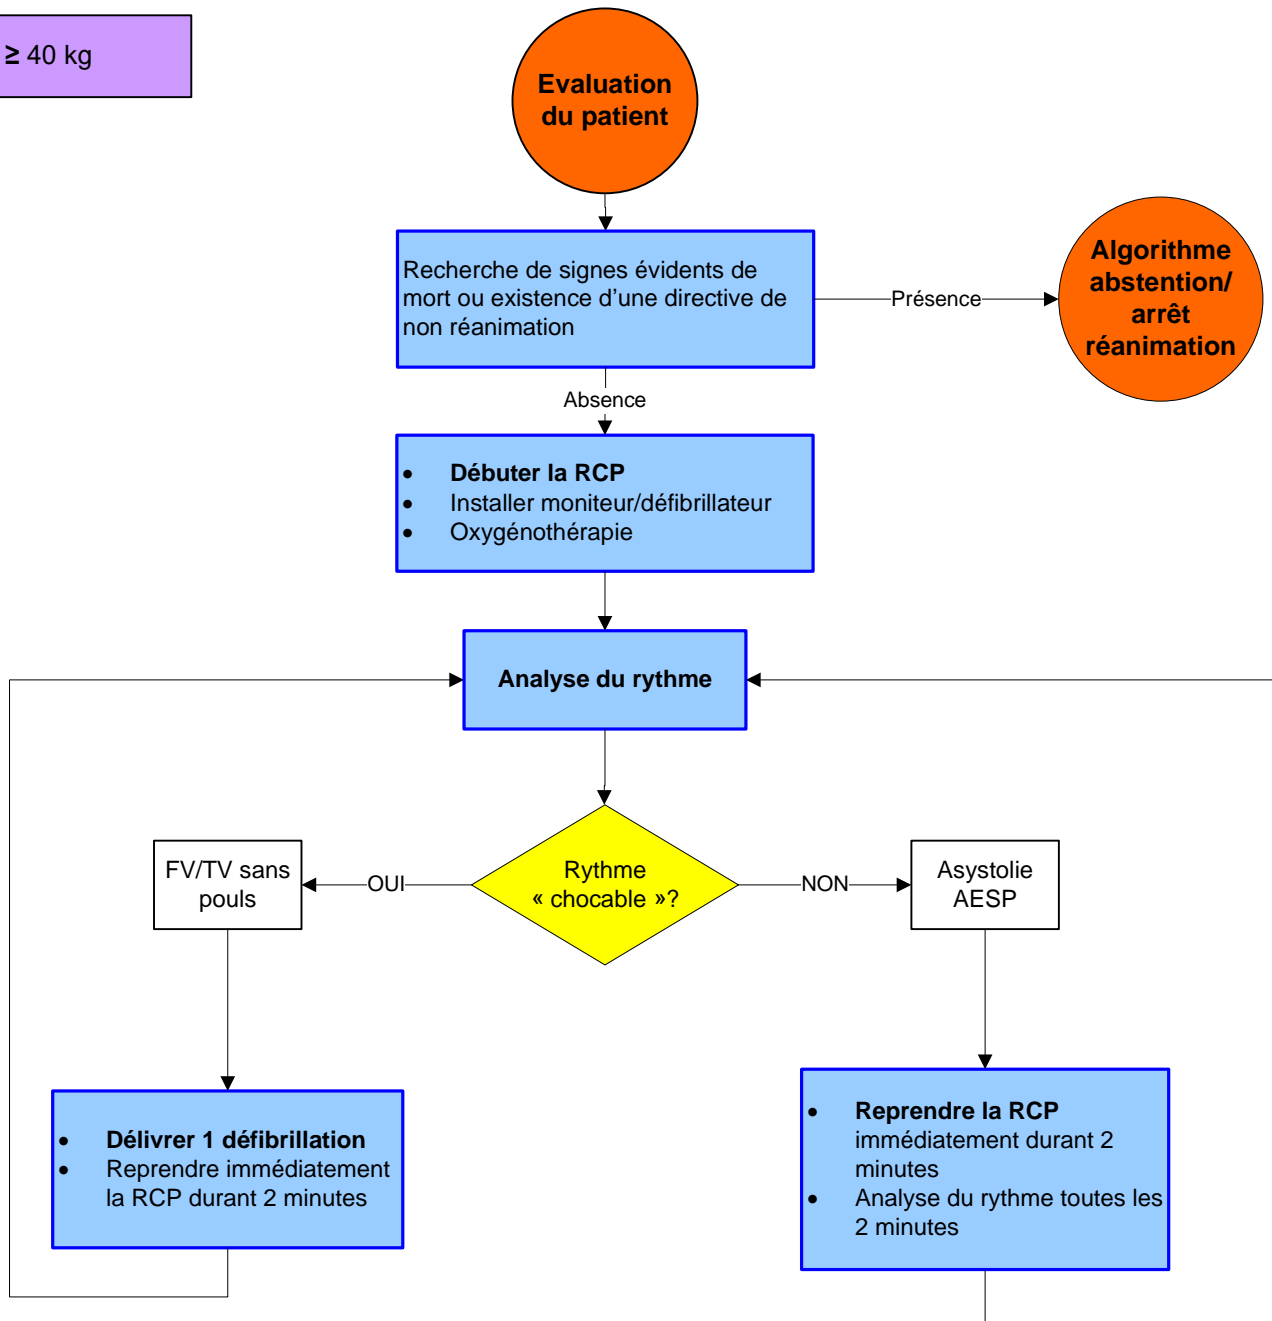 ≥ 40 kg
Evaluation
du patient
Recherche de signes évidents de
mort ou existence d’une directive de
non réanimation
Présence
Algorithme
abstention/
arrêt
réanimation
Absence
• Débuter la RCP
• Installer moniteur/défibrillateur
• Oxygénothérapie
Analyse du rythme
FV/TV sans
pouls
OUI
Rythme
« chocable »?
NON
Asystolie
AESP
• Délivrer 1 défibrillation
• Reprendre immédiatement
la RCP durant 2 minutes
• Reprendre la RCP
immédiatement durant 2
minutes
• Analyse du rythme toutes les
2 minutes